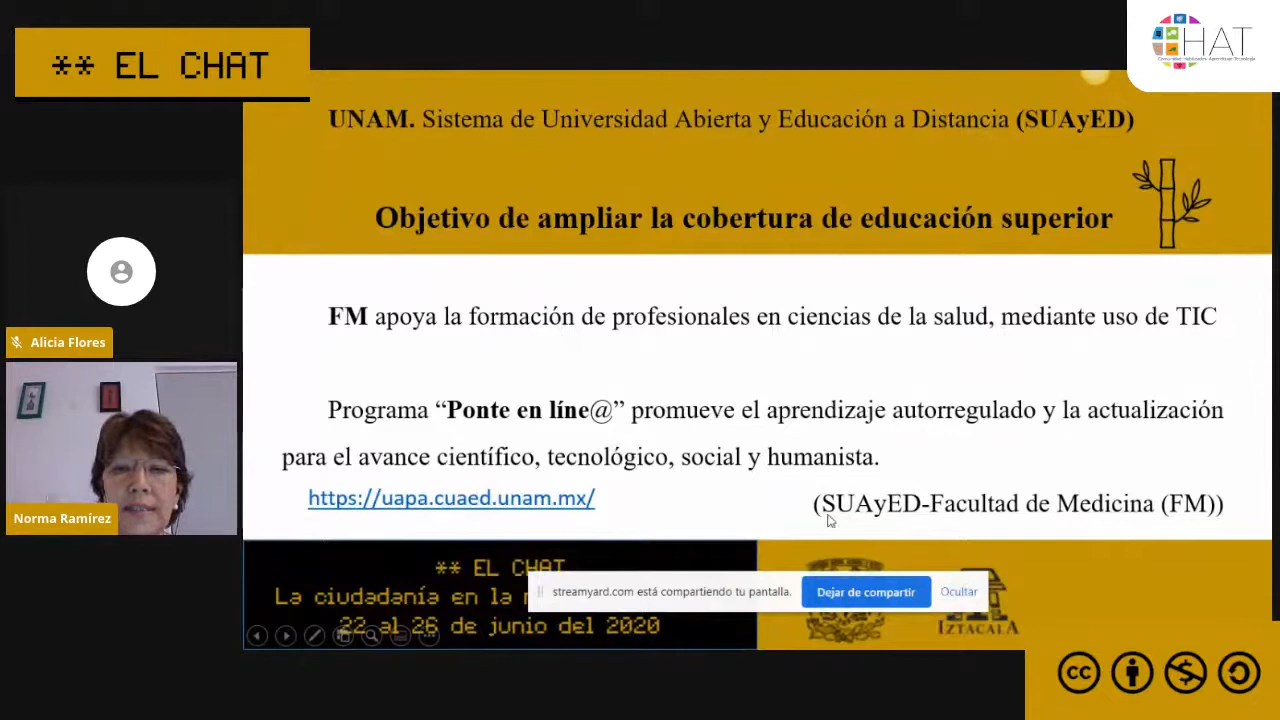 ** EL CHAT
CHAT
UNAM. Sistema de Universidad Abierta y Educación a Distancia (SUAyED)
Objetivo de ampliar la cobertura de educación superior
FM apoya la formación de profesionales en ciencias de la salud, mediante uso de TIC
Programa “Ponte en líne@” promueve el aprendizaje autorregulado y la actualización
para el avance científico, tecnológico, social y humanista.
https://uapa.cuaed.unam.mx/
(SUAyED-Facultad de Medicina (FM))
Alicia Flores
Norma Ramírez
** EL CHAT
La ciudadanía en la
22 al 26 de junio del 2020
streamyard.com está compartiendo tu pantalla.
Dejar de compartir
Ocultar
IZTACALA
cc